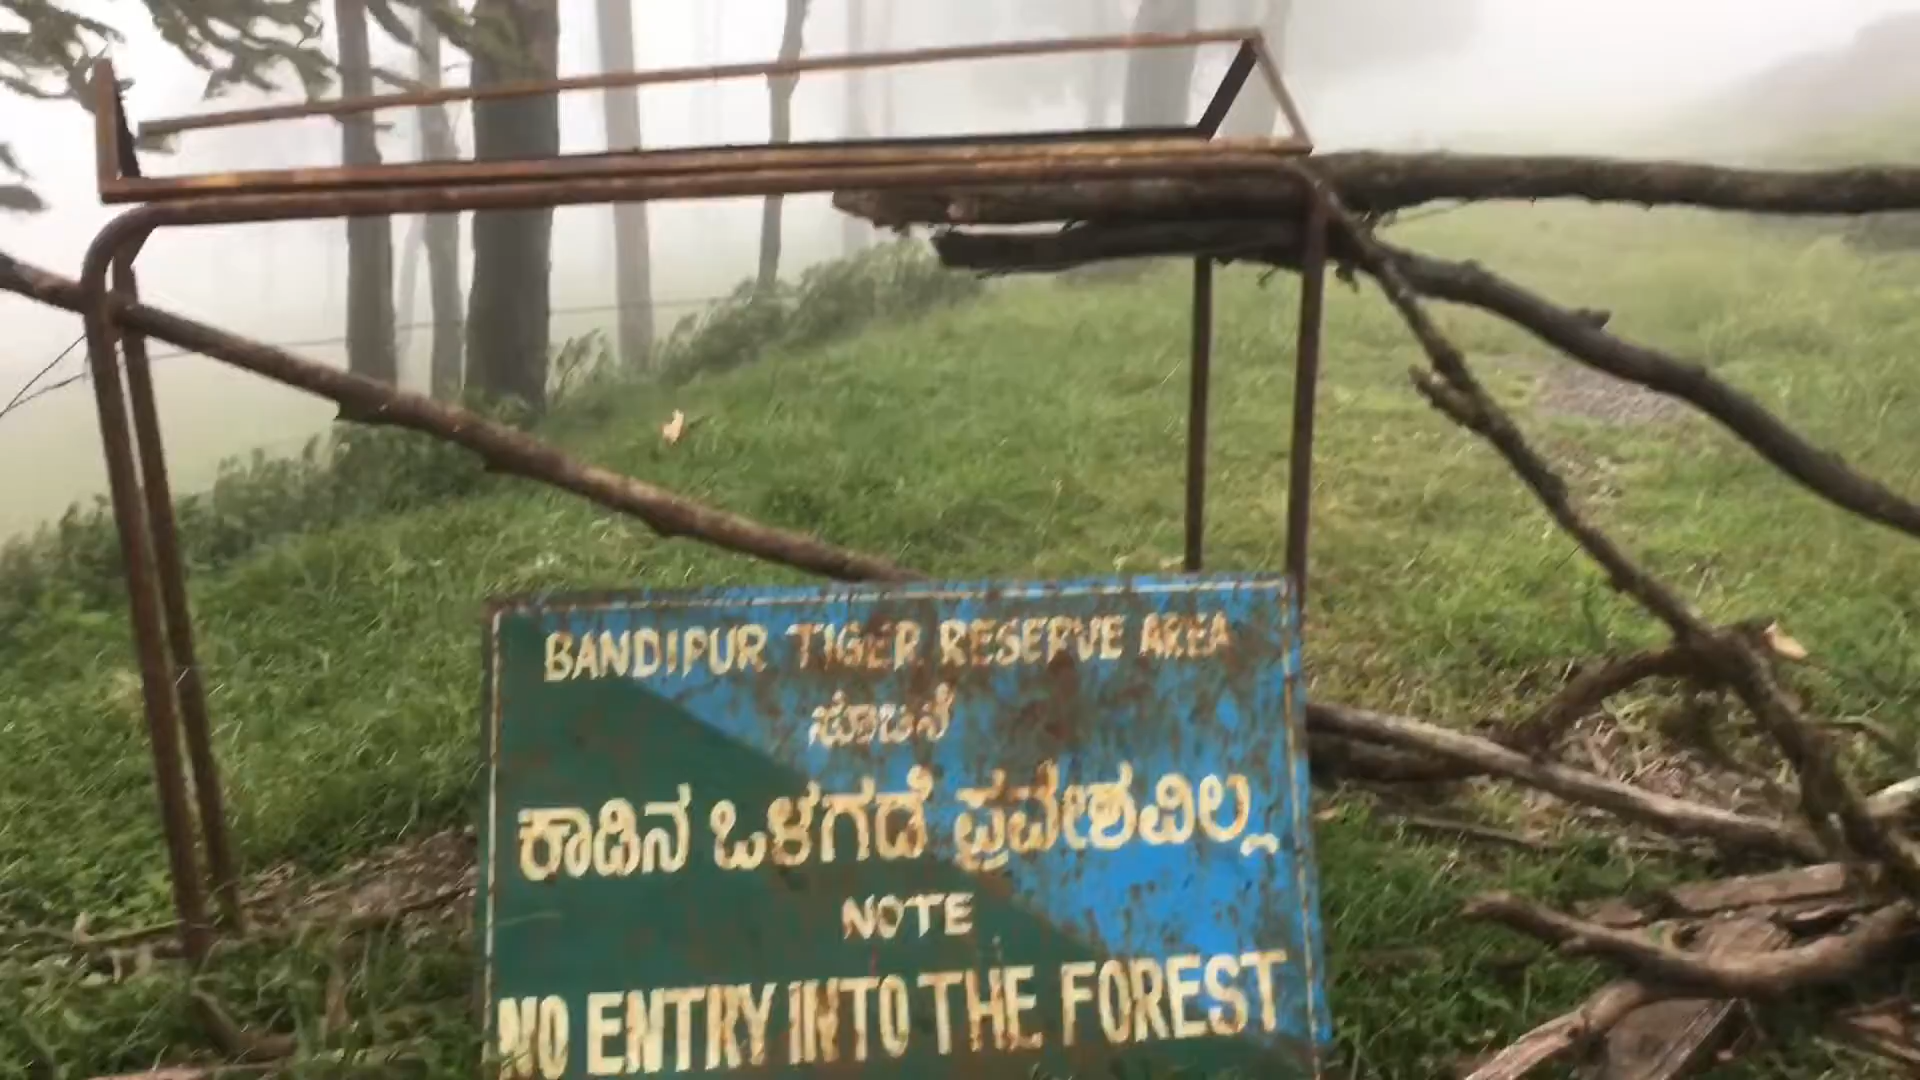 BANDIPUR TIGER RESERVE AREA
ಸೂಚನೆ
ಕಾಡಿನ ಒಳಗಡೆ ಪ್ರವೇಶವಿಲ್ಲ
NOTE
NO ENTRY INTO THE FOREST